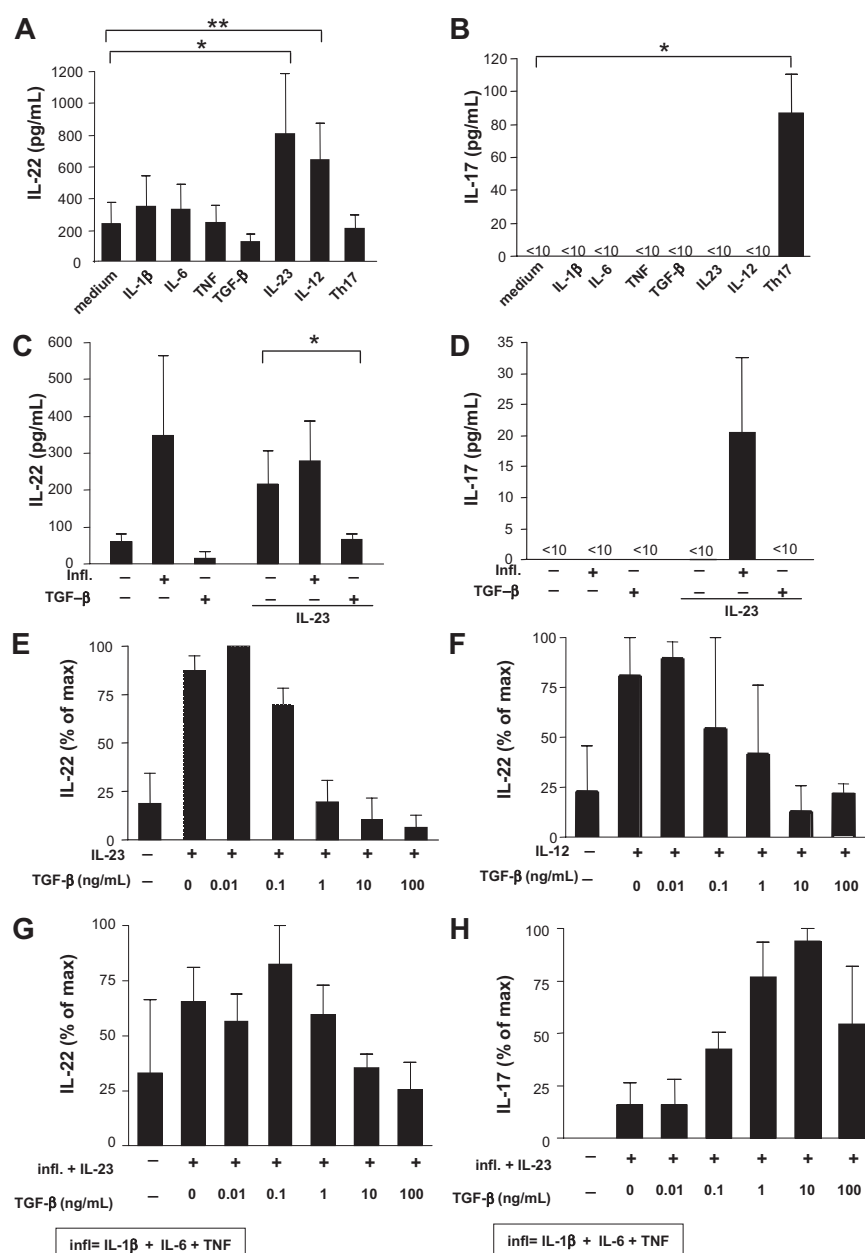 A
**
*
IL-22 (pg/mL)
1200
1000
800
600
400
200
0
medium
IL-1β
IL-6
TNF
TGF-β
IL-23
IL-12
Th17
B
*
IL-17 (pg/mL)
120
100
80
60
40
20
0
<10 <10 <10 <10 <10 <10 <10
medium
IL-1β
IL-6
TNF
TGF-β
IL23
IL-12
Th17
C
*
IL-22 (pg/mL)
600
500
400
300
200
100
0
Infl. – + – – + –
TGF–β – – + – – +
IL-23
D
IL-17 (pg/mL)
35
30
25
20
15
10
5
0
<10 <10 <10 <10 <10
Infl. – + – – + –
TGF-β – – + – – +
IL-23
E
IL-22 (% of max)
100
75
50
25
0
IL-23 – + + + + + +
TGF-β (ng/mL) – 0 0.01 0.1 1 10 100
F
IL-22 (% of max)
100
75
50
25
0
IL-12 – + + + + + +
TGF-β (ng/mL) – 0 0.01 0.1 1 10 100
G
IL-22 (% of max)
100
75
50
25
0
infl. + IL-23 – + + + + + +
TGF-β (ng/mL) – 0 0.01 0.1 1 10 100
infl= IL-1β + IL-6 + TNF
H
IL-17 (% of max)
100
75
50
25
0
infl. + IL-23 – + + + + + +
TGF-β (ng/mL) – 0 0.01 0.1 1 10 100
infl= IL-1β + IL-6 + TNF